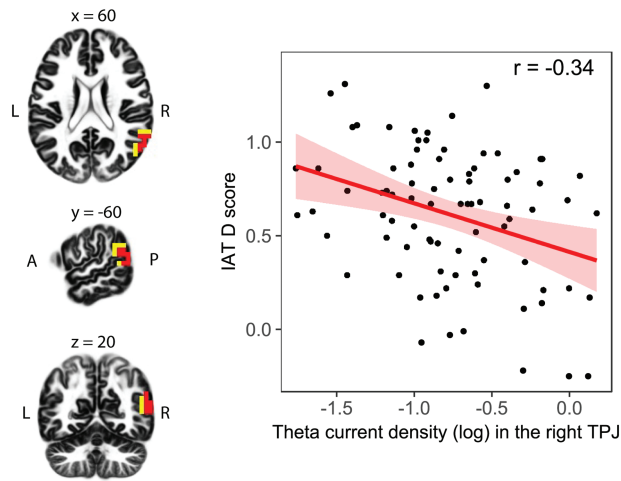 x = 60
L
R
y = -60
A
P
z = 20
L
R
r = -0.34
IAT D score
1.0
0.5
0.0
-1.5
-1.0
-0.5
0.0
Theta current density (log) in the right TPJ